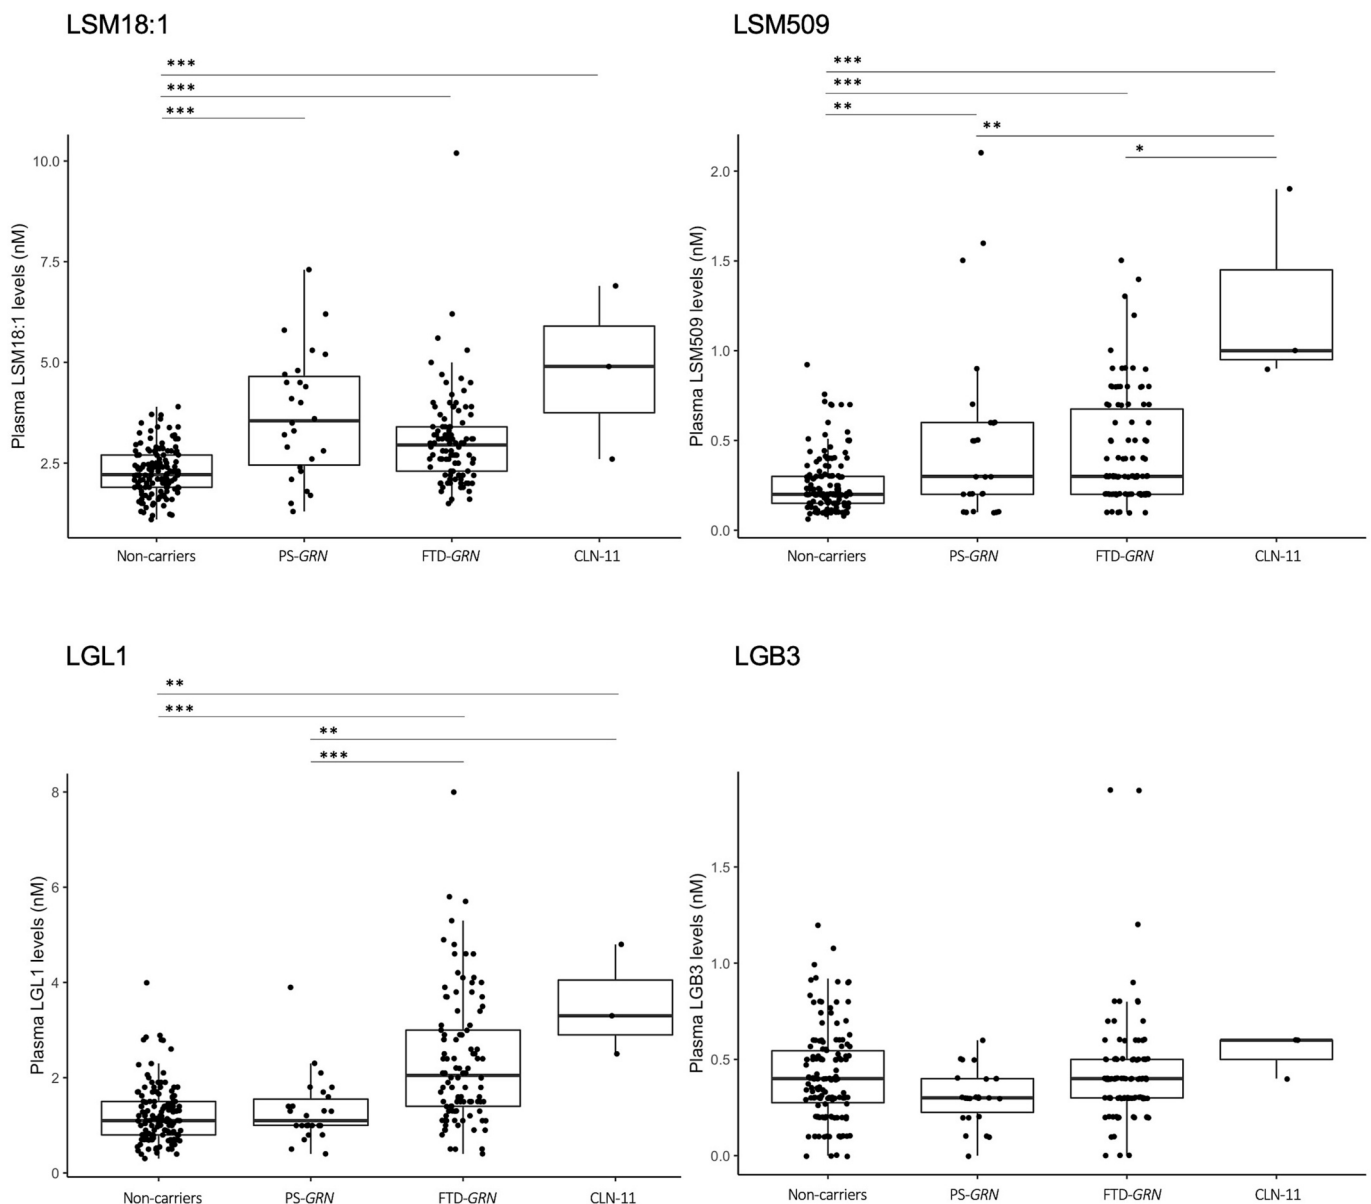 LSM18:1
***
***
***
Plasma LSM18:1 levels (nM)
10.0
7.5
5.0
2.5
Non-carriers PS-GRN FTD-GRN CLN-11
LSM509
***
***
**
**
*
Plasma LSM509 levels (nM)
2.0
1.5
1.0
0.5
0.0
Non-carriers PS-GRN FTD-GRN CLN-11
LGL1
**
***
**
***
Plasma LGL1 levels (nM)
8
6
4
2
0
Non-carriers PS-GRN FTD-GRN CLN-11
LGB3
Plasma LGB3 levels (nM)
1.5
1.0
0.5
0.0
Non-carriers PS-GRN FTD-GRN CLN-11